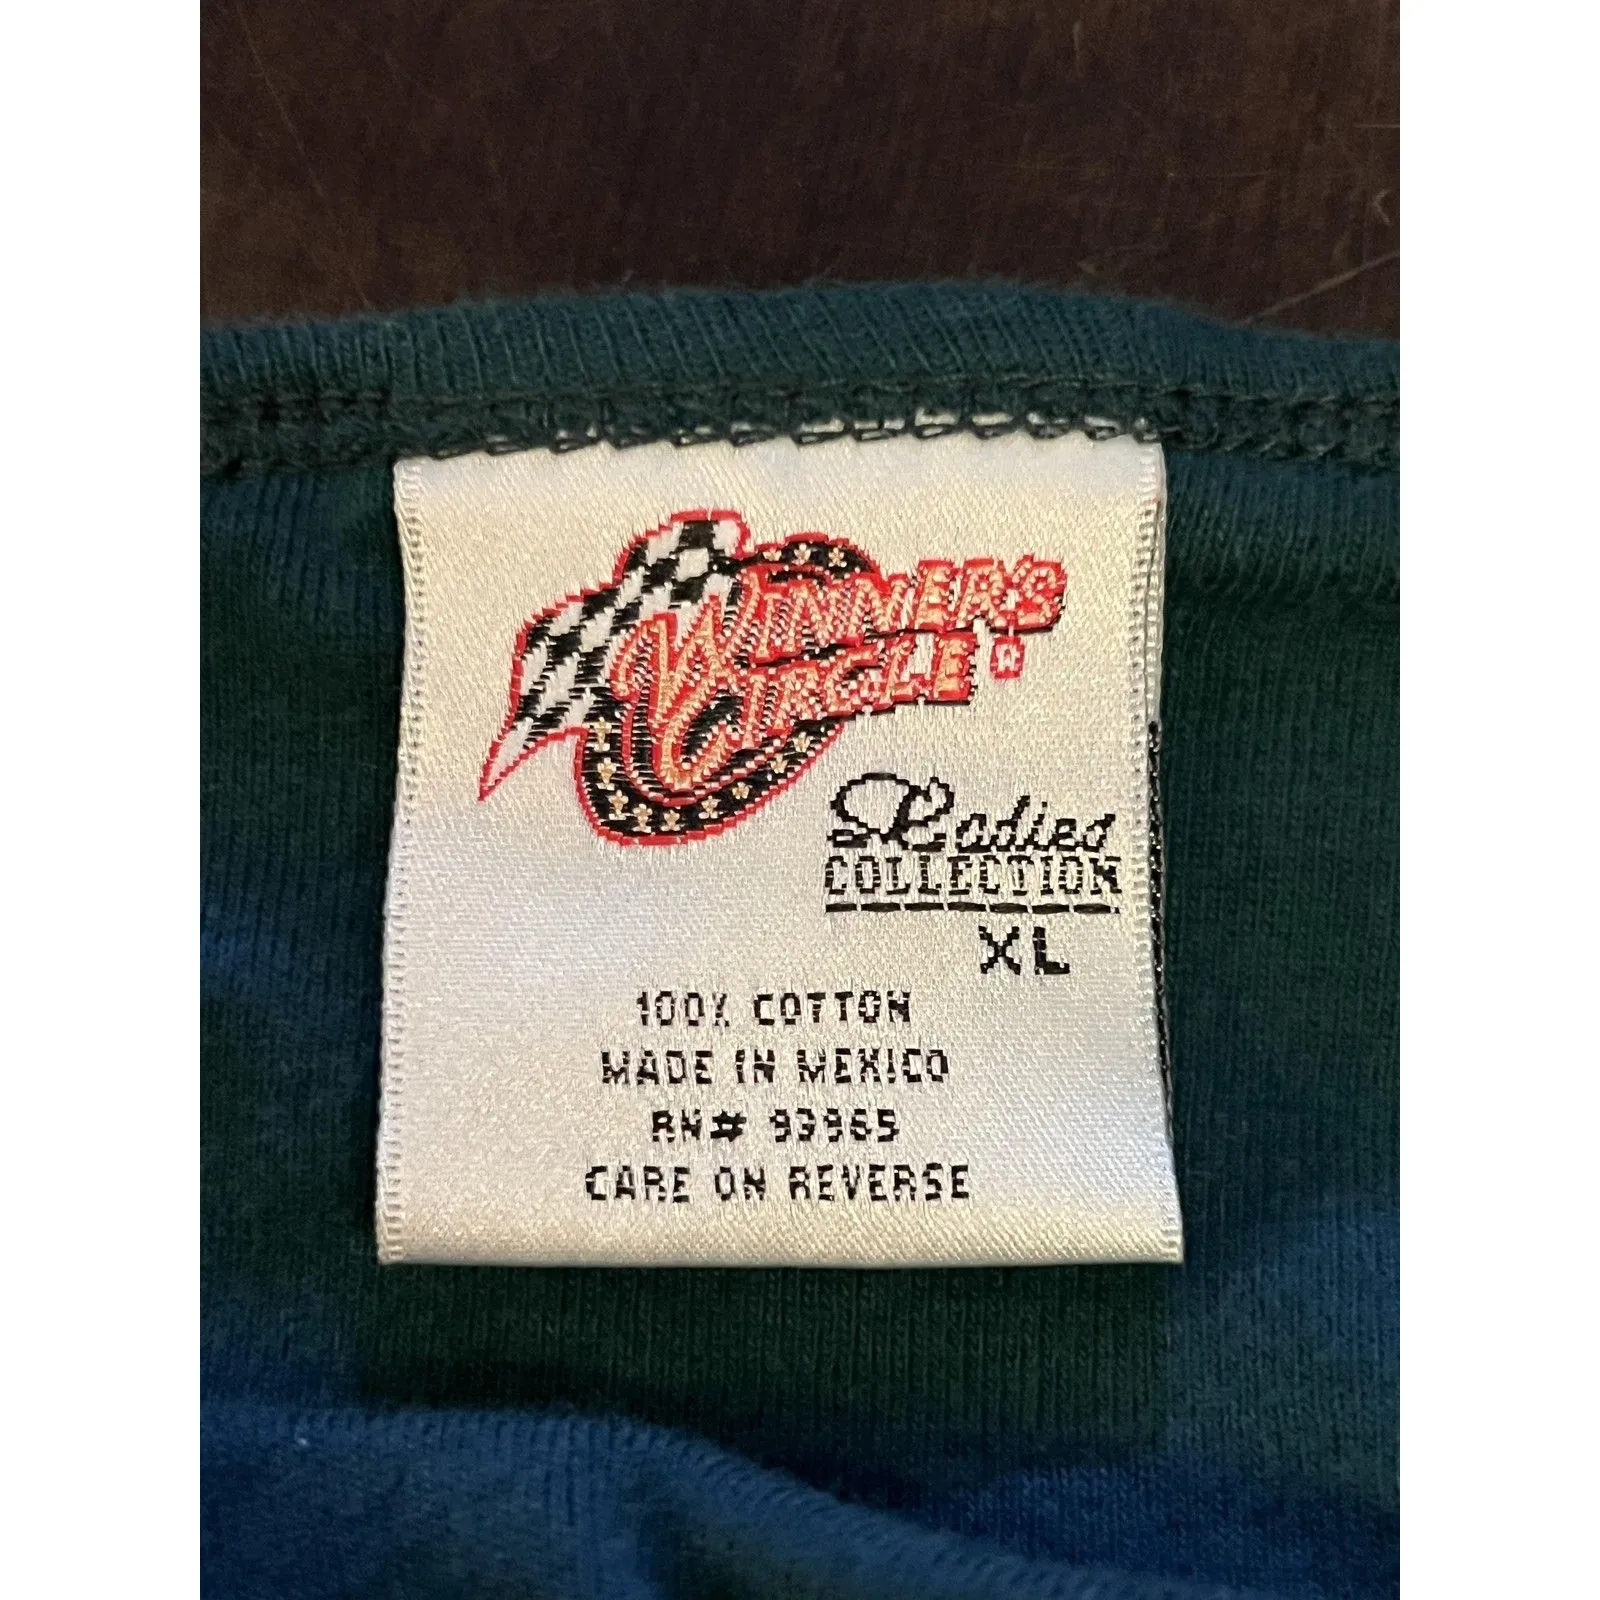 WINNER'S
CIRCLE®
Ladies
COLLECTION
XL
100% COTTON
MADE IN MEXICO
RN# 93965
CARE ON REVERSE